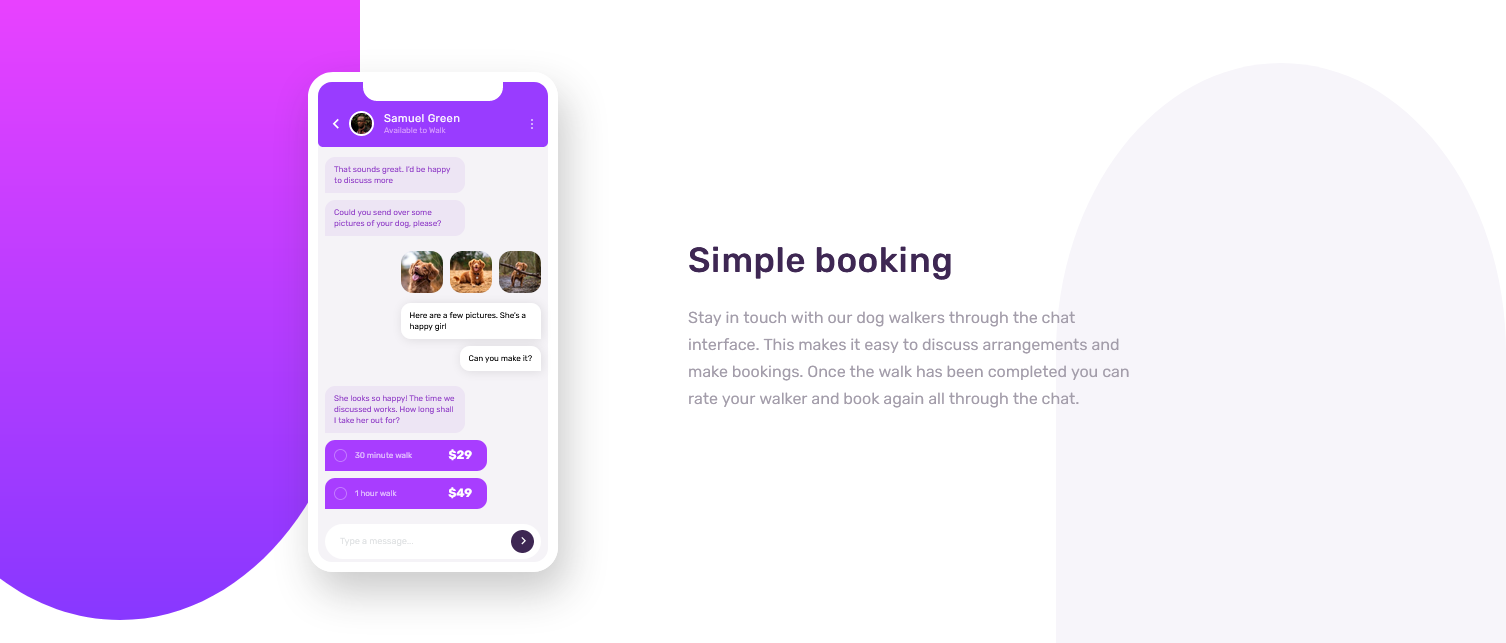 Samuel Green
Available to Walk
That sounds great. I'd be happy
to discuss more
Could you send over some
pictures of your dog, please?
Here are a few pictures. She's a
happy girl
Can you make it?
She looks so happy! The time we
discussed works. How long shall
I take her out for?
30 minute walk $29
1 hour walk $49
Type a message…
Simple booking
Stay in touch with our dog walkers through the chat
interface. This makes it easy to discuss arrangements and
make bookings. Once the walk has been completed you can
rate your walker and book again all through the chat.